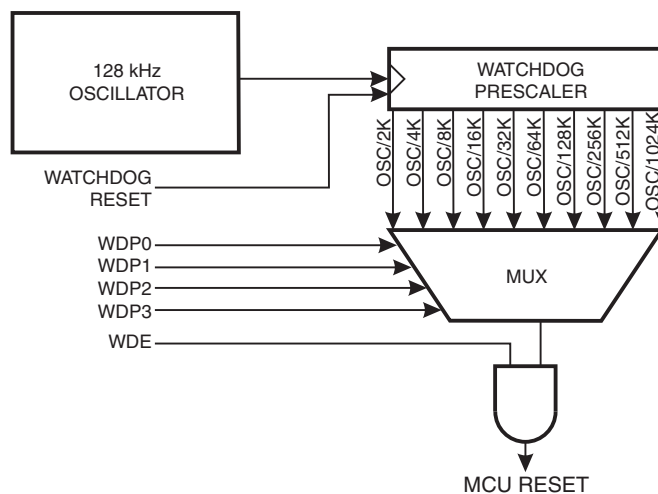 128 kHz
OSCILLATOR
WATCHDOG
PRESCALER
OSC/2K
OSC/4K
OSC/8K
OSC/16K
OSC/32K
OSC/64K
OSC/128K
OSC/256K
OSC/512K
OSC/1024K
WATCHDOG
RESET
WDP0
WDP1
WDP2
WDP3
WDE
MUX
MCU RESET